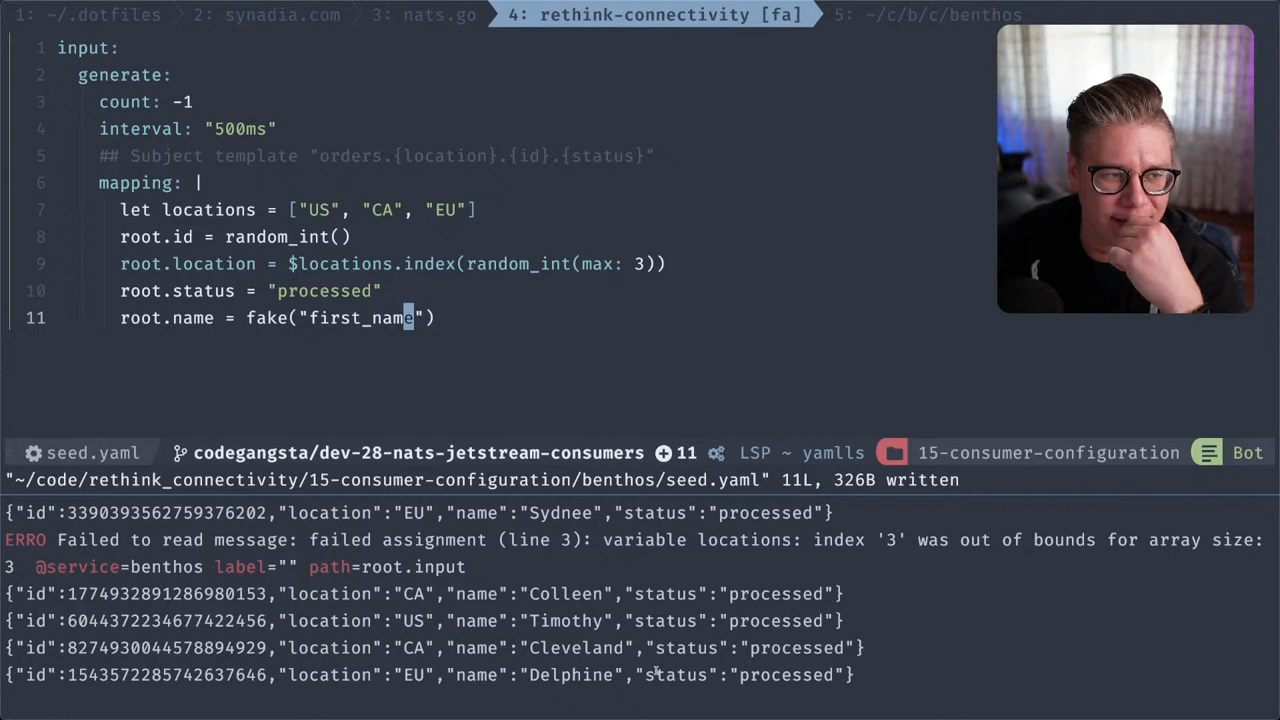 1: ~/.dotfiles 2: synadia.com 3: nats.go 4: rethink-connectivity [fa] 5: ~/c/b/c/benthos
1 input:
2 generate:
3 count: -1
4 interval: "500ms"
5 ## Subject template "orders.{location}.{id}.{status}"
6 mapping: |
7 let locations = ["US", "CA", "EU"]
8 root.id = random_int()
9 root.location = $locations.index(random_int(max: 3))
10 root.status = "processed"
11 root.name = fake("first_name")
seed.yaml codegangsta/dev-28-nats-jetstream-consumers 11 LSP ~ yamlls 15-consumer-configuration Bot
"~/code/rethink_connectivity/15-consumer-configuration/benthos/seed.yaml" 11L, 326B written
{"id":3390393562759376202,"location":"EU","name":"Sydnee","status":"processed"}
ERRO Failed to read message: failed assignment (line 3): variable locations: index '3' was out of bounds for array size:
3 @service=benthos label="" path=root.input
{"id":1774932891286980153,"location":"CA","name":"Colleen","status":"processed"}
{"id":6044372234677422456,"location":"US","name":"Timothy","status":"processed"}
{"id":8274930044578894929,"location":"CA","name":"Cleveland","status":"processed"}
{"id":1543572285742637646,"location":"EU","name":"Delphine","status":"processed"}